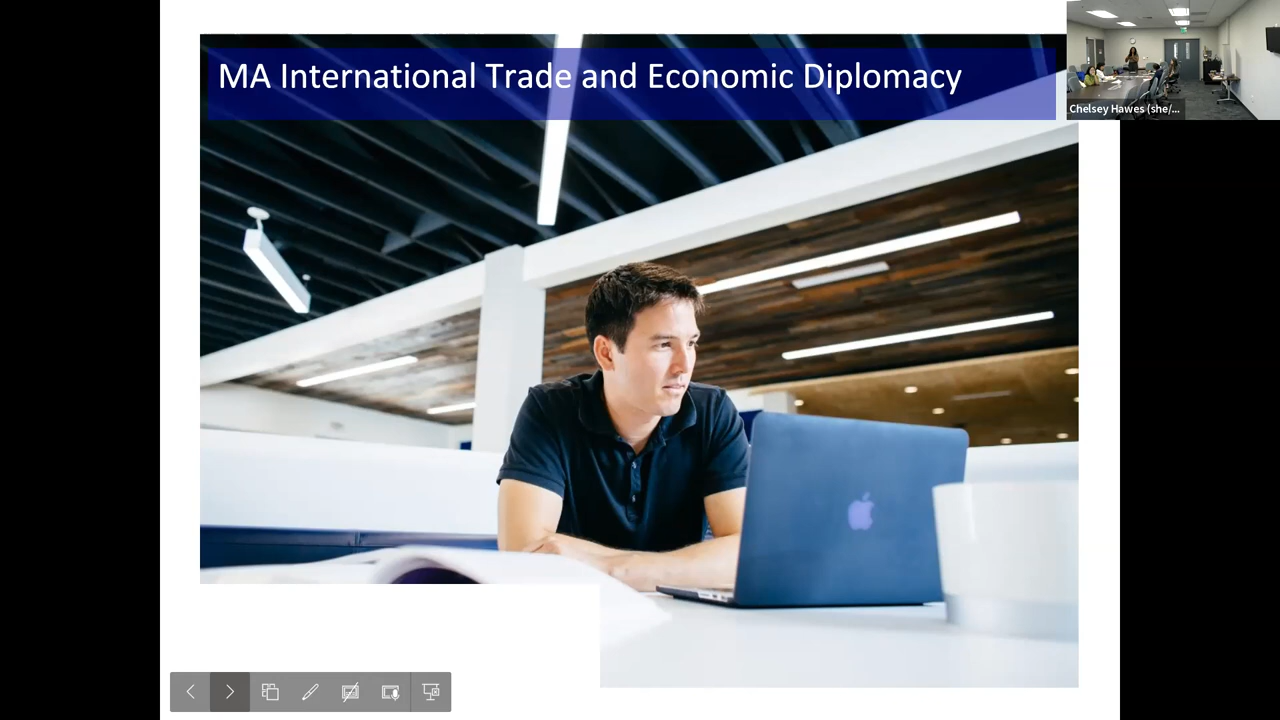 MA International Trade and Economic Diplomacy
Chelsey Hawes (she/...